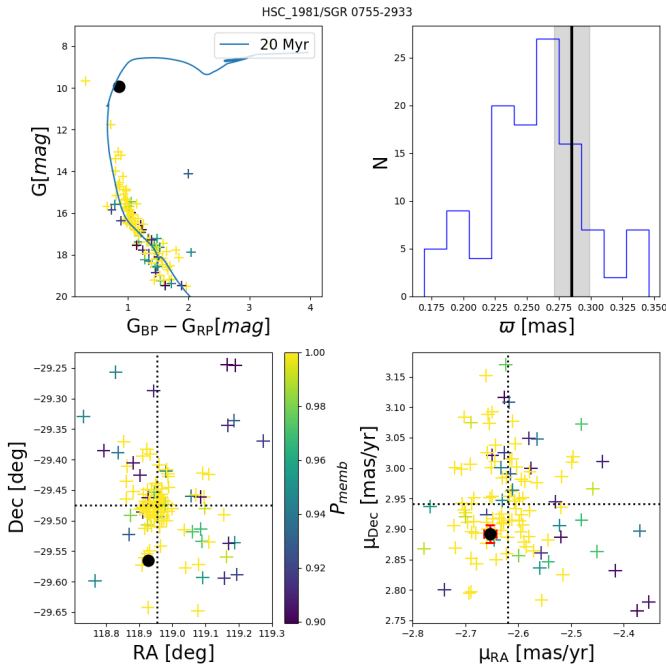 HSC_1981/SGR 0755-2933
20 Myr
8
10
12
14
16
18
20
G[mag]
1 2 3 4
G_BP − G_RP [mag]
N
25
20
15
10
5
0
0.175 0.200 0.225 0.250 0.275 0.300 0.325 0.350
ϖ [mas]
−29.25
−29.30
−29.35
−29.40
−29.45
−29.50
−29.55
−29.60
−29.65
Dec [deg]
118.8 118.9 119.0 119.1 119.2 119.3
RA [deg]
1.00
0.98
0.96
0.94
0.92
0.90
P_memb
3.15
3.10
3.05
3.00
2.95
2.90
2.85
2.80
2.75
μ_Dec [mas/yr]
−2.8 −2.7 −2.6 −2.5 −2.4
μ_RA [mas/yr]